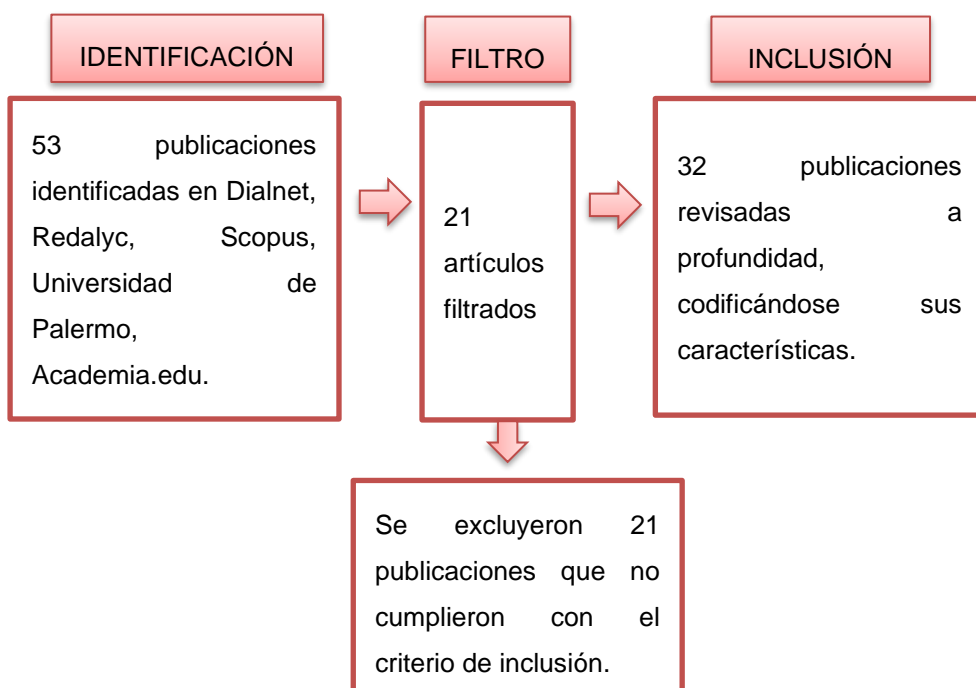 IDENTIFICACIÓN
FILTRO
INCLUSIÓN
53 publicaciones
identificadas en Dialnet,
Redalyc, Scopus,
Universidad de
Palermo,
Academia.edu.
21
artículos
filtrados
32 publicaciones
revisadas a
profundidad,
codificándose sus
características.
Se excluyeron 21
publicaciones que no
cumplieron con el
criterio de inclusión.